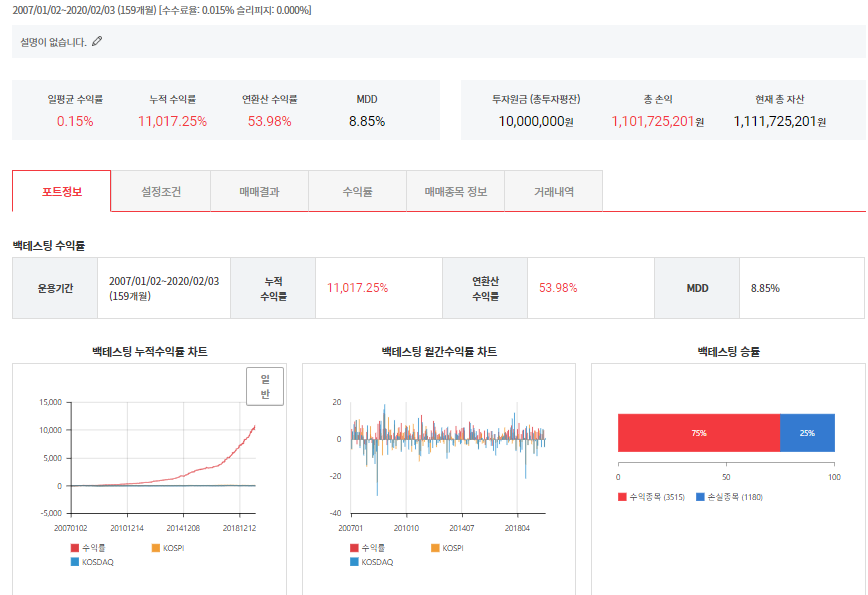 2007/01/02~2020/02/03 (159개월) [수수료율: 0.015% 슬리피지: 0.000%]
설명이 없습니다.
일평균 수익률 누적 수익률 연환산 수익률 MDD
0.15% 11,017.25% 53.98% 8.85%
투자원금 (총투자평잔) 총 손익 현재 총 자산
10,000,000원 1,101,725,201원 1,111,725,201원
포트정보 설정조건 매매결과 수익률 매매종목 정보 거래내역
백테스팅 수익률
운용기간 2007/01/02~2020/02/03 (159개월) 누적 수익률 11,017.25% 연환산 수익률 53.98% MDD 8.85%
백테스팅 누적수익률 차트
일반
15,000
10,000
5,000
0
-5,000
20070102 20101214 20141208 20181212
수익률 KOSPI
KOSDAQ
백테스팅 월간수익률 차트
20
0
-20
-40
200701 201010 201407 201804
수익률 KOSPI
KOSDAQ
백테스팅 승률
75% 25%
0 50 100
수익종목 (3515) 손실종목 (1180)